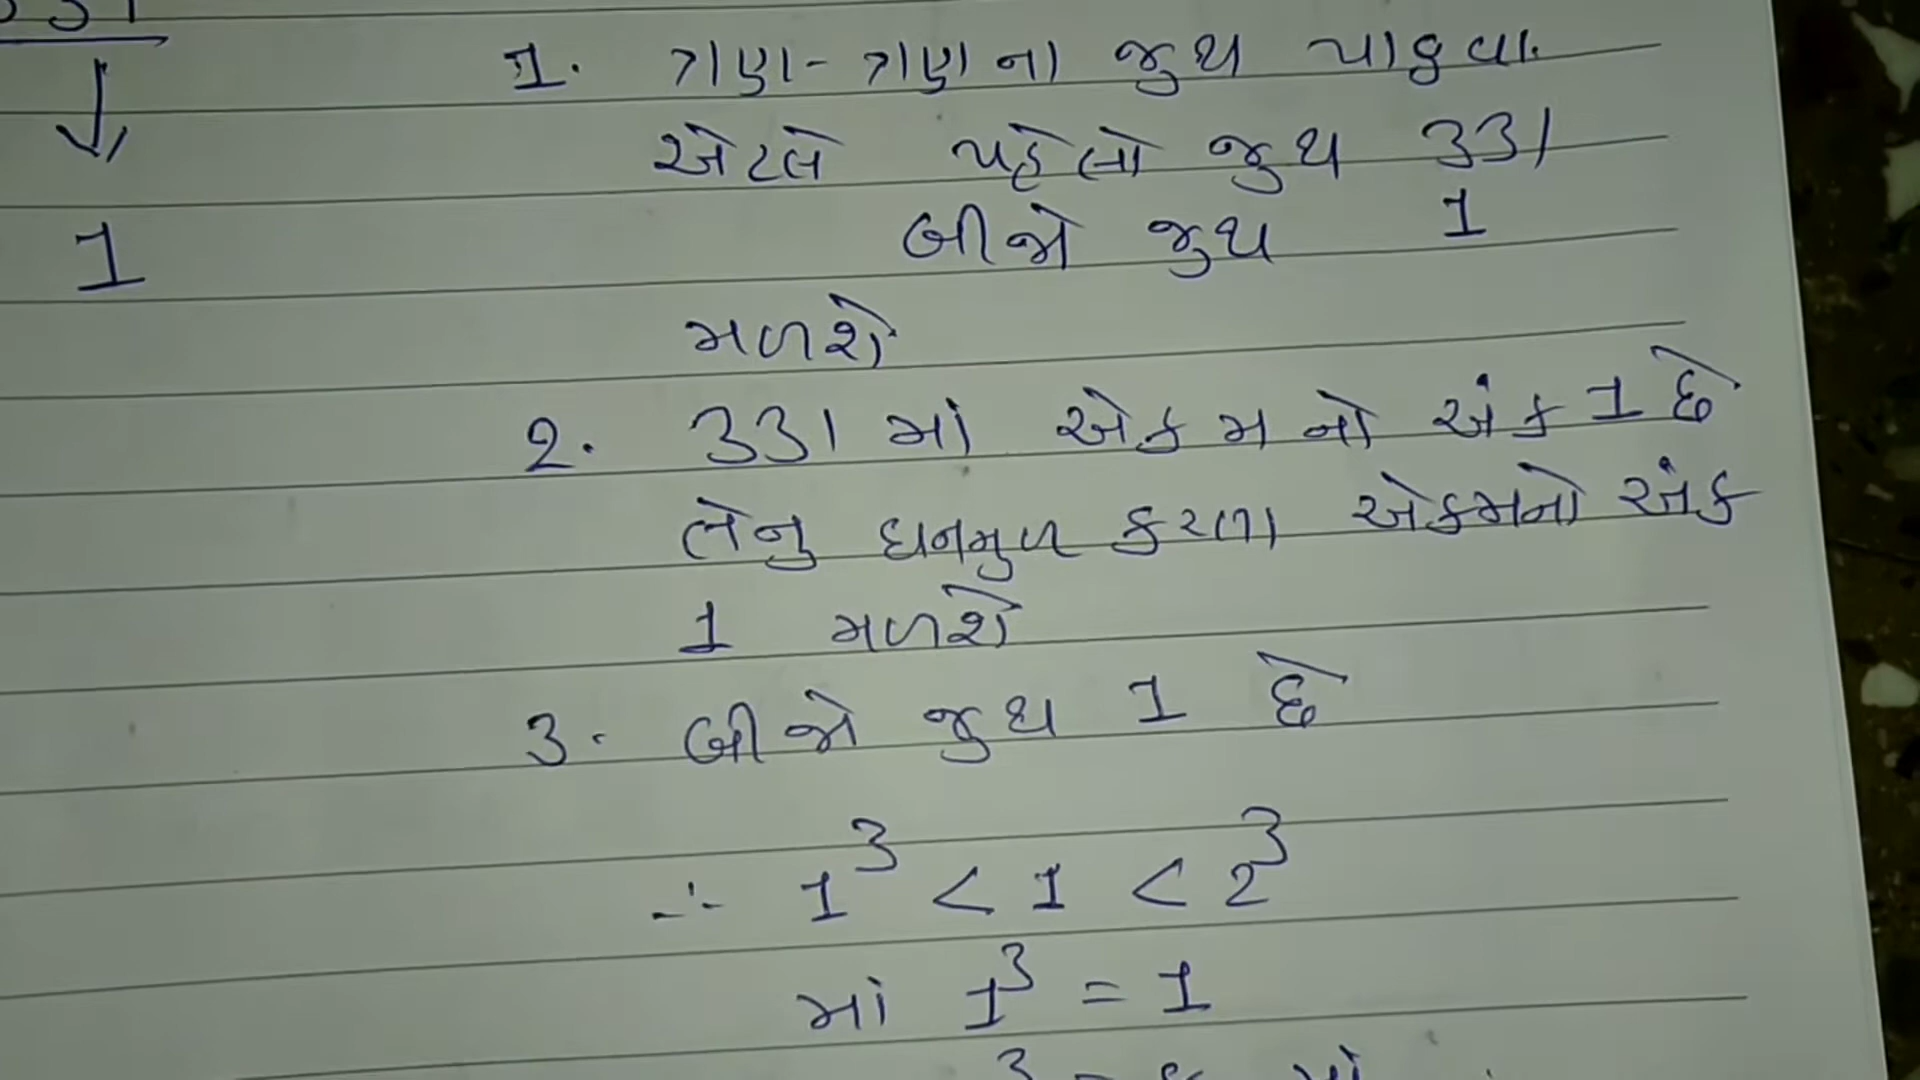 331
1
1. ત્રણ-ત્રણના જુથ પાડવા.
એટલે પહેલો જુથ 331
બીજો જુથ 1
મળશે
2. 331 માં એકમનો અંક 1 છે
તેનુ ઘનમુળ કરતા એકમનો અંક
1 મળશે
3. બીજો જુથ 1 છે
∴ 1³ < 1 < 2³
માં 1³ = 1